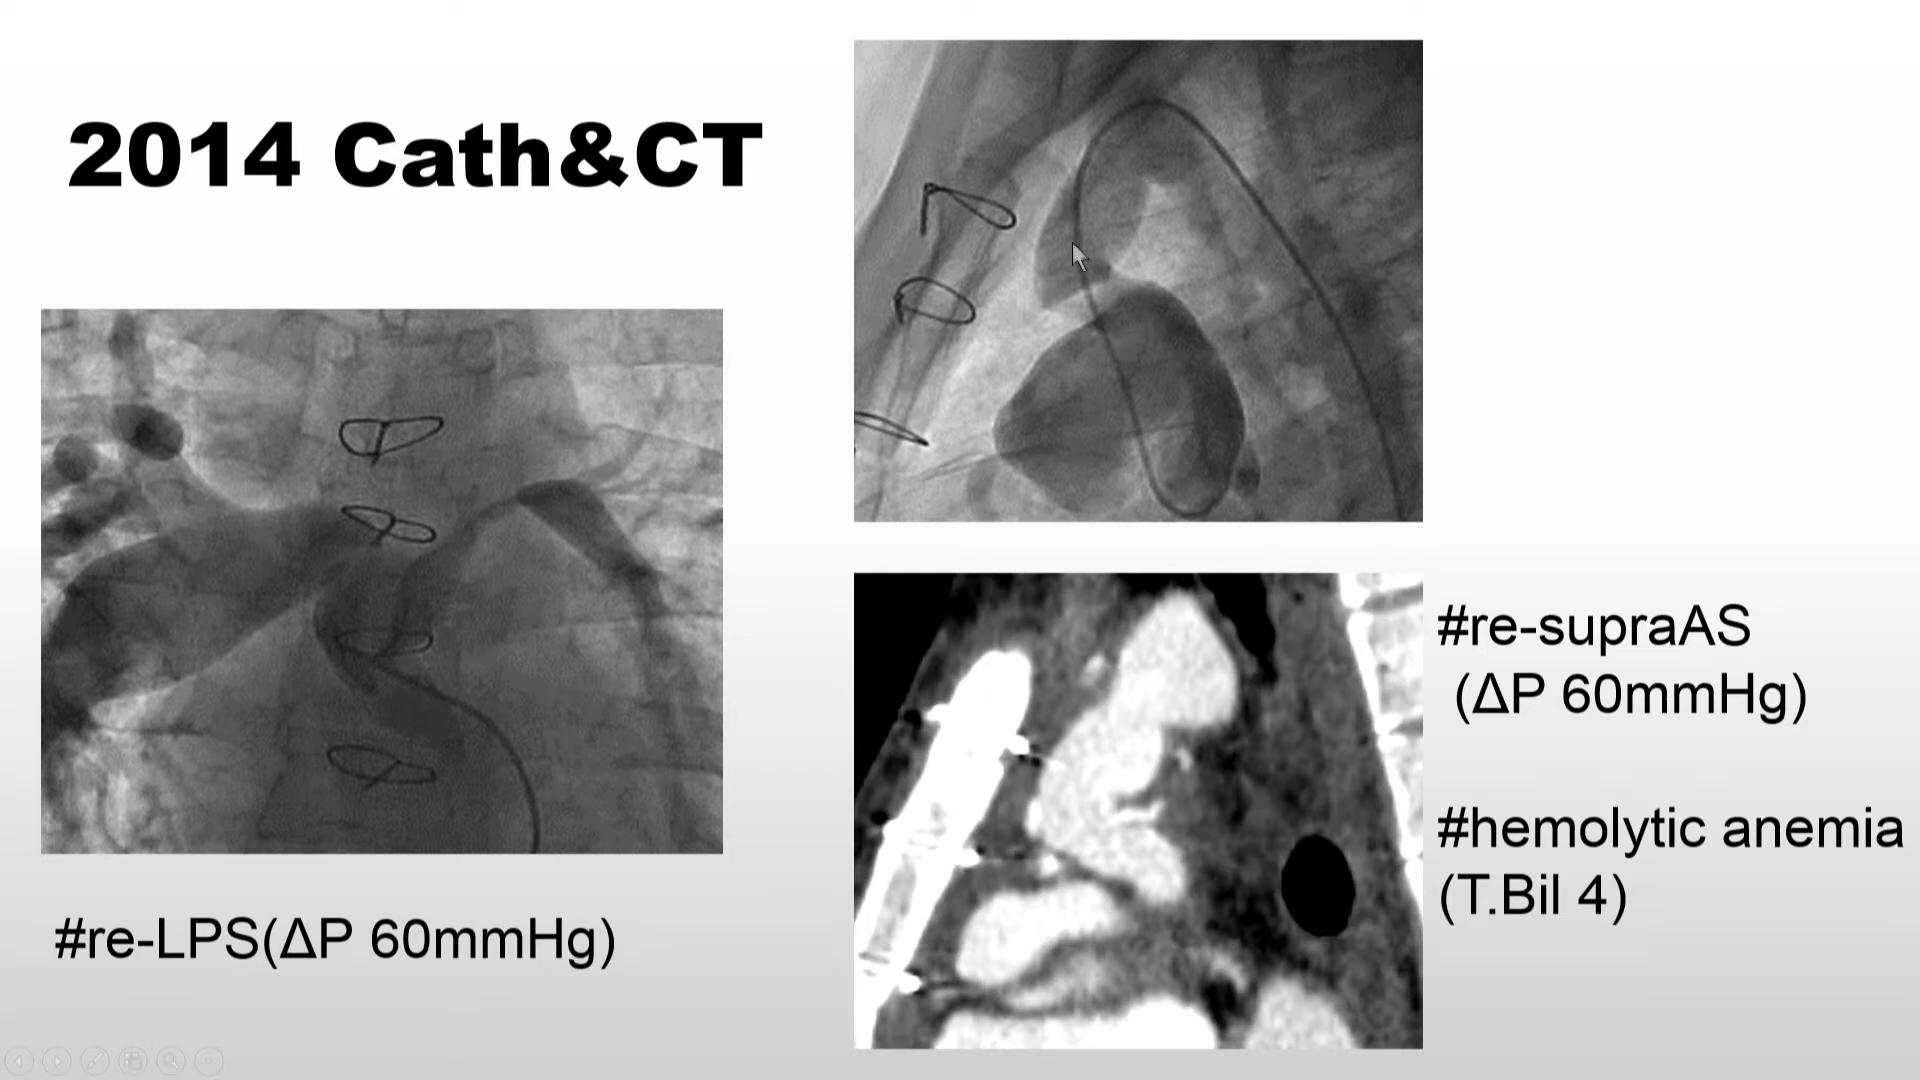 2014 Cath&CT
#re-LPS(ΔP 60mmHg)
#re-supraAS
(ΔP 60mmHg)
#hemolytic anemia
(T.Bil 4)